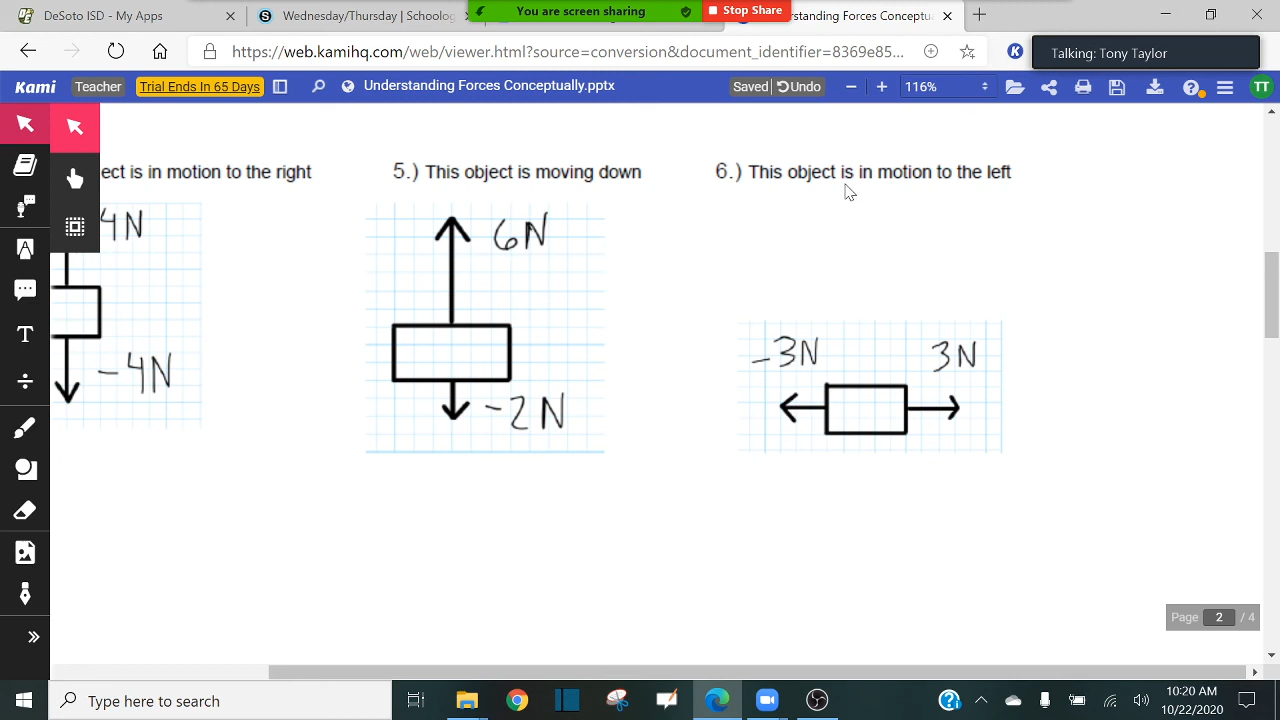 DeSoto ISD - My Apps
Wednesday/Thursday | Schoolog
You are screen sharing
Stop Share
derstanding Forces Conceptually.
https://web.kamihq.com/web/viewer.html?source=conversion&document_identifier=8369e85...
Talking: Tony Taylor
Kami
Teacher
Trial Ends In 65 Days
Understanding Forces Conceptually.pptx
Saved
Undo
116%
TT
ect is in motion to the right
5.) This object is moving down
6.) This object is in motion to the left
4N
6N
-3N
3N
-4N
-2N
Page 2 / 4
Type here to search
10:20 AM
10/22/2020